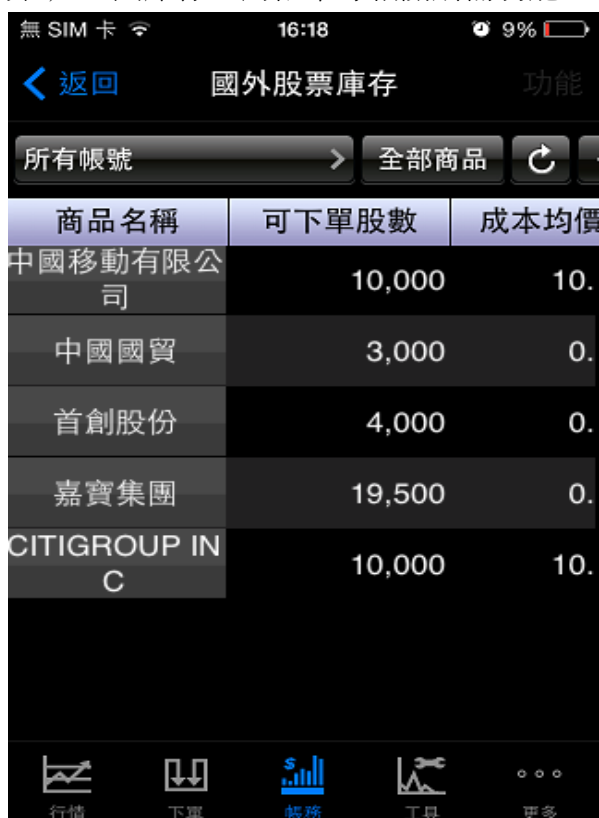 無 SIM 卡 16:18 9%
返回 國外股票庫存 功能
所有帳號 全部商品
商品名稱 可下單股數 成本均價
中國移動有限公
司 10,000 10.
中國國貿 3,000 0.
首創股份 4,000 0.
嘉寶集團 19,500 0.
CITIGROUP IN
C 10,000 10.
行情 下單 帳務 工具 更多